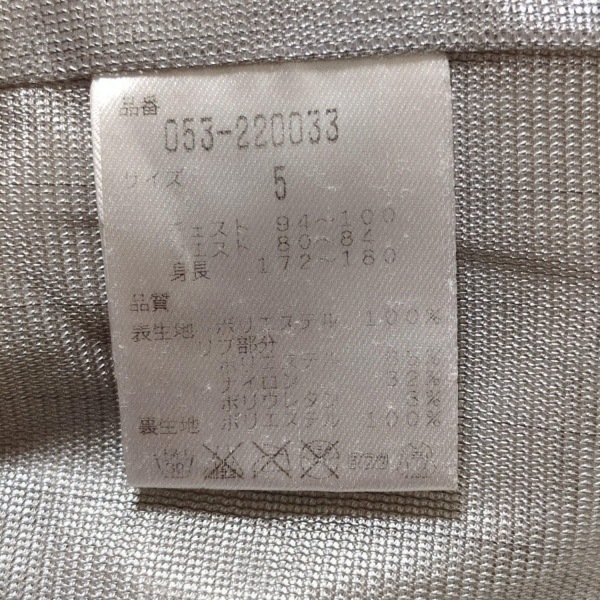 品番
053-220033
サイズ 5
チェスト 94～100
ウェスト 80～84
身長 172～180
品質
表生地 ポリエステル 100%
リブ部分
ポリエステル
ナイロン 32%
ポリウレタン 3%
裏生地 ポリエステル 100%